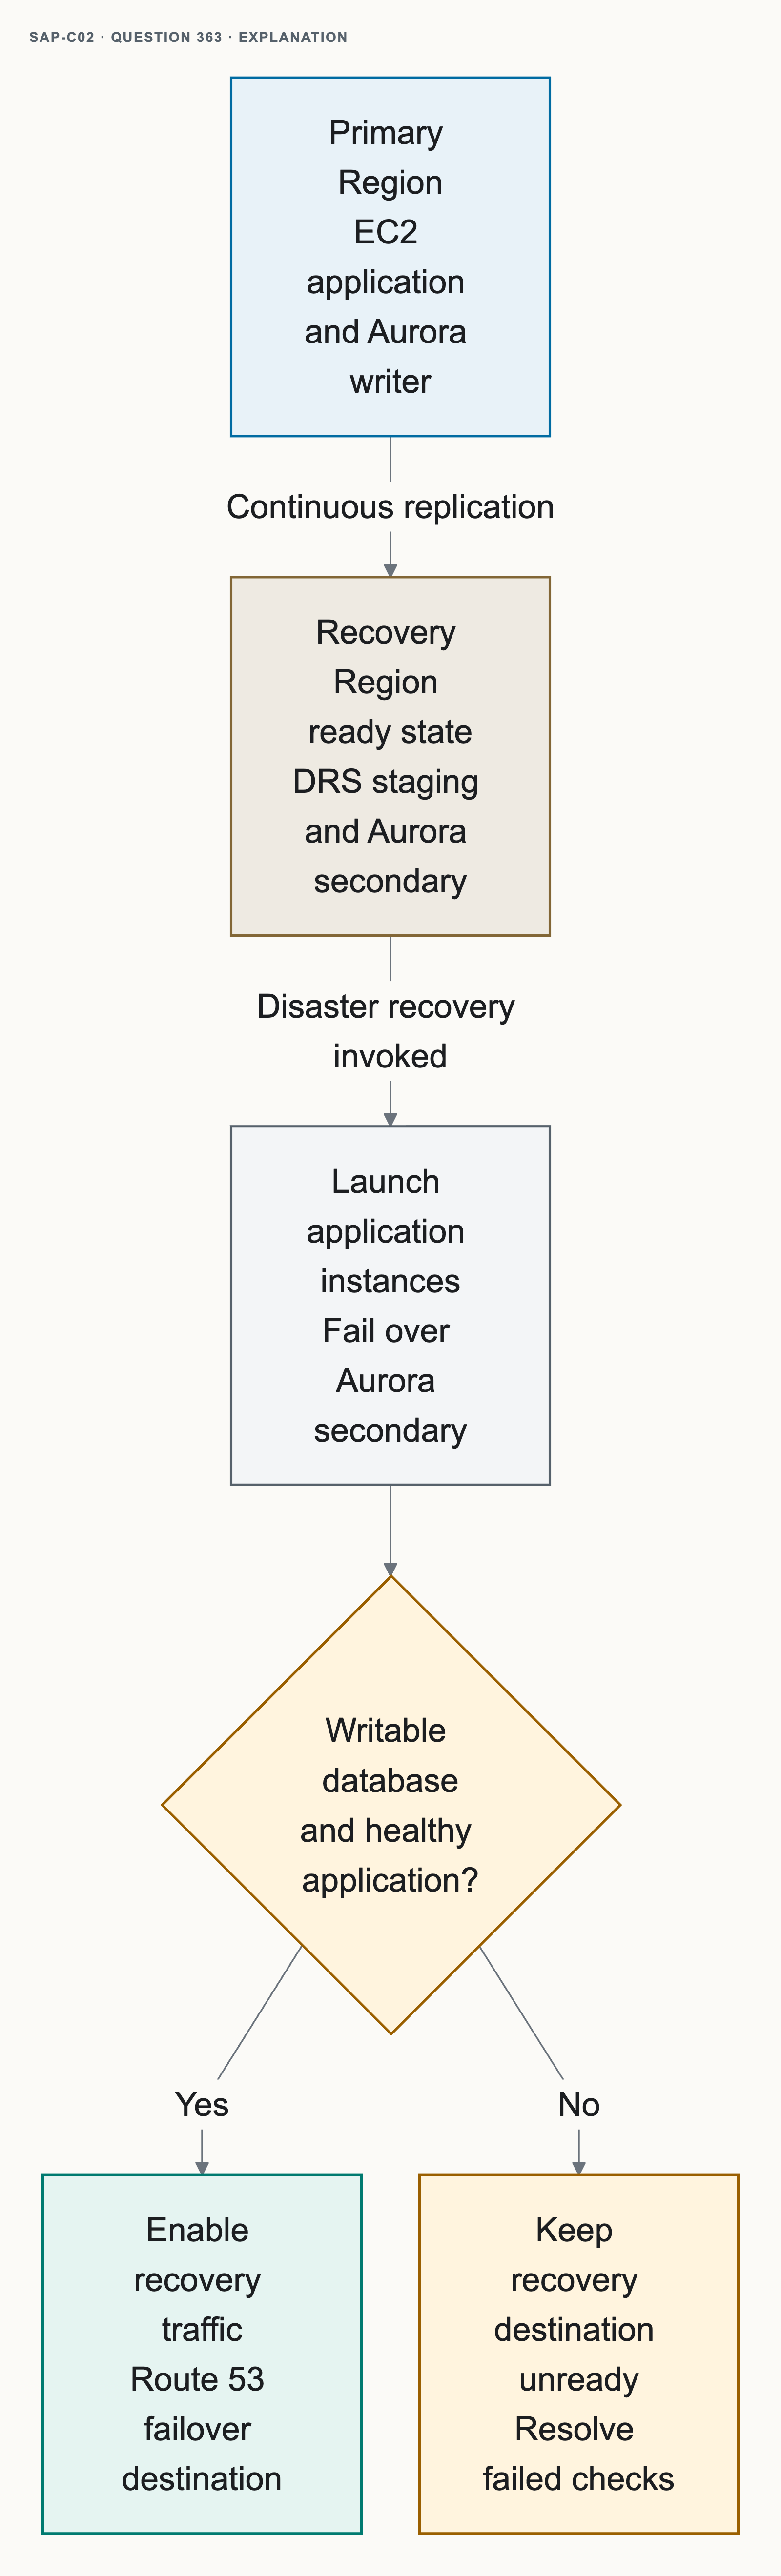 SAP-C02 · QUESTION 363 · EXPLANATION
Primary
Region
EC2
application
and Aurora
writer
Continuous replication
Recovery
Region
ready state
DRS staging
and Aurora
secondary
Disaster recovery
invoked
Launch
application
instances
Fail over
Aurora
secondary
Writable
database
and healthy
application?
Yes
No
Enable
recovery
traffic
Route 53
failover
destination
Keep
recovery
destination
unready
Resolve
failed checks